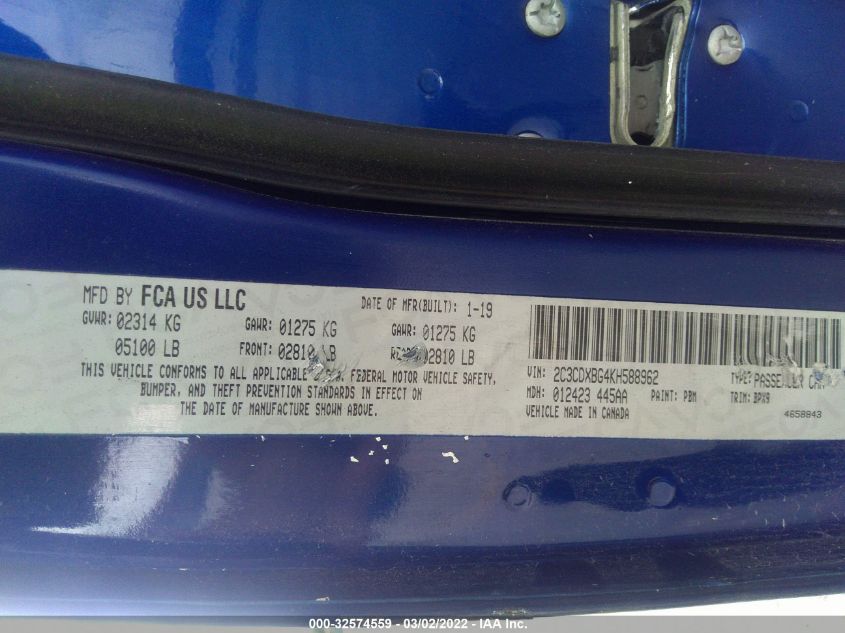 MFD BY FCA US LLC
DATE OF MFR(BUILT): 1-19
GVWR: 02314 KG GAWR: 01275 KG GAWR: 01275 KG
05100 LB FRONT: 02810 LB 02810 LB
THIS VEHICLE CONFORMS TO ALL APPLICABLE FEDERAL MOTOR VEHICLE SAFETY,
BUMPER, AND THEFT PREVENTION STANDARDS IN EFFECT ON
THE DATE OF MANUFACTURE SHOWN ABOVE.
VIN: 2C3CDXBG4KH588962 TYPE: PASSENGER CAR
MDH: 012423 445AA PAINT: PBM TRIM: BPX9
VEHICLE MADE IN CANADA 4658843
000-32574559 - 03/02/2022 - IAA Inc.